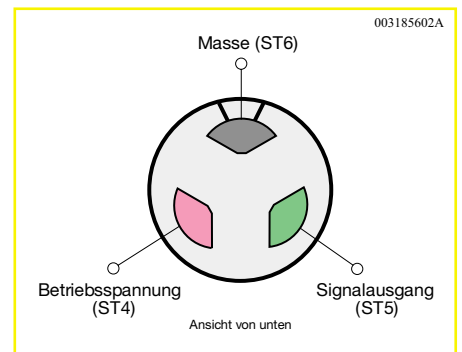 003185602A
Masse (ST6)
Betriebsspannung
(ST4)
Signalausgang
(ST5)
Ansicht von unten